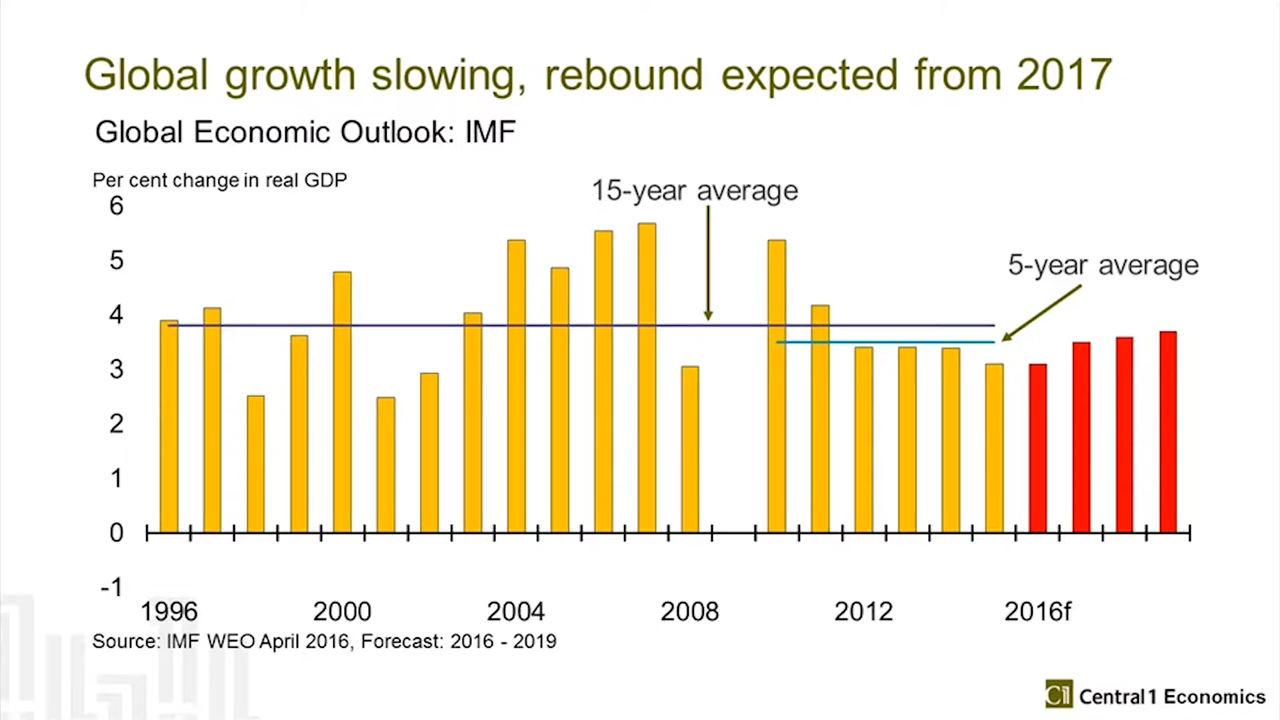 Global growth slowing, rebound expected from 2017
Global Economic Outlook: IMF
Per cent change in real GDP
15-year average
5-year average
6
5
4
3
2
1
0
-1
1996 2000 2004 2008 2012 2016f
Source: IMF WEO April 2016, Forecast: 2016 - 2019
C1 Central 1 Economics